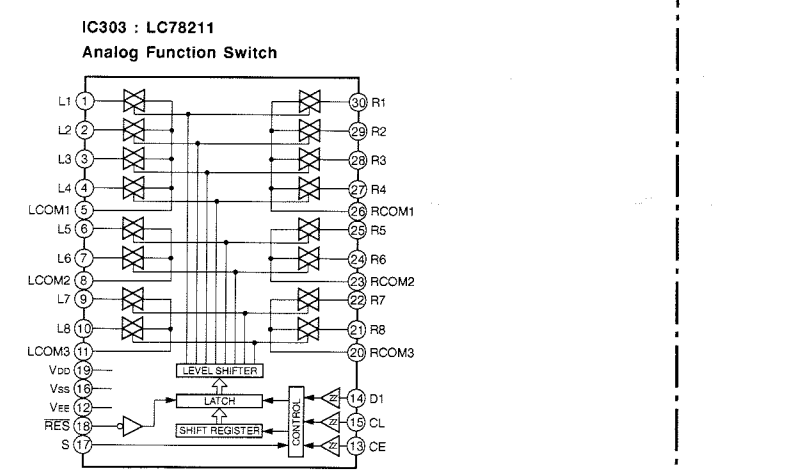 IC303 : LC78211
Analog Function Switch
L1 1
L2 2
L3 3
L4 4
LCOM1 5
L5 6
L6 7
LCOM2 8
L7 9
L8 10
LCOM3 11
VDD 19
VSS 16
VEE 12
RES 18
S 17
30 R1
29 R2
28 R3
27 R4
26 RCOM1
25 R5
24 R6
23 RCOM2
22 R7
21 R8
20 RCOM3
14 D1
15 CL
13 CE
LEVEL SHIFTER
LATCH
SHIFT REGISTER
CONTROL